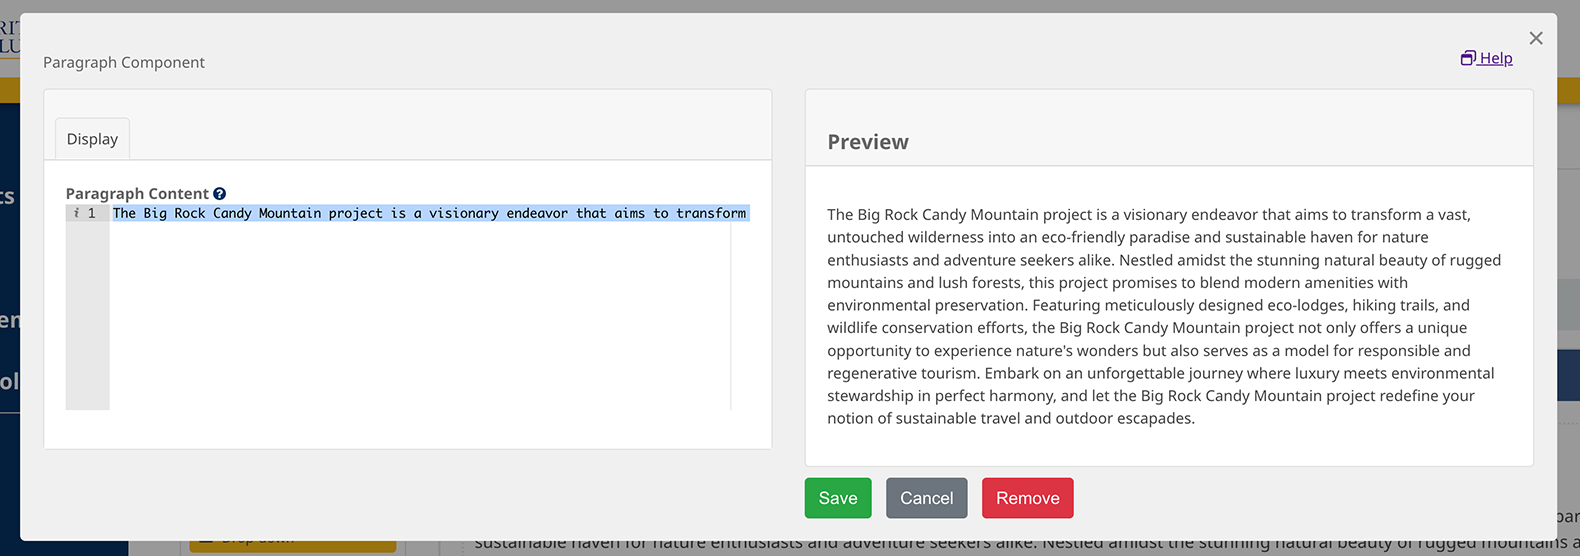 Paragraph Component
Help
Display
Paragraph Content
i 1 The Big Rock Candy Mountain project is a visionary endeavor that aims to transform
Preview
The Big Rock Candy Mountain project is a visionary endeavor that aims to transform a vast,
untouched wilderness into an eco-friendly paradise and sustainable haven for nature
enthusiasts and adventure seekers alike. Nestled amidst the stunning natural beauty of rugged
mountains and lush forests, this project promises to blend modern amenities with
environmental preservation. Featuring meticulously designed eco-lodges, hiking trails, and
wildlife conservation efforts, the Big Rock Candy Mountain project not only offers a unique
opportunity to experience nature's wonders but also serves as a model for responsible and
regenerative tourism. Embark on an unforgettable journey where luxury meets environmental
stewardship in perfect harmony, and let the Big Rock Candy Mountain project redefine your
notion of sustainable travel and outdoor escapades.
Save Cancel Remove
sustainable haven for nature enthusiasts and adventure seekers alike. Nestled amidst the stunning natural beauty of rugged mountains a